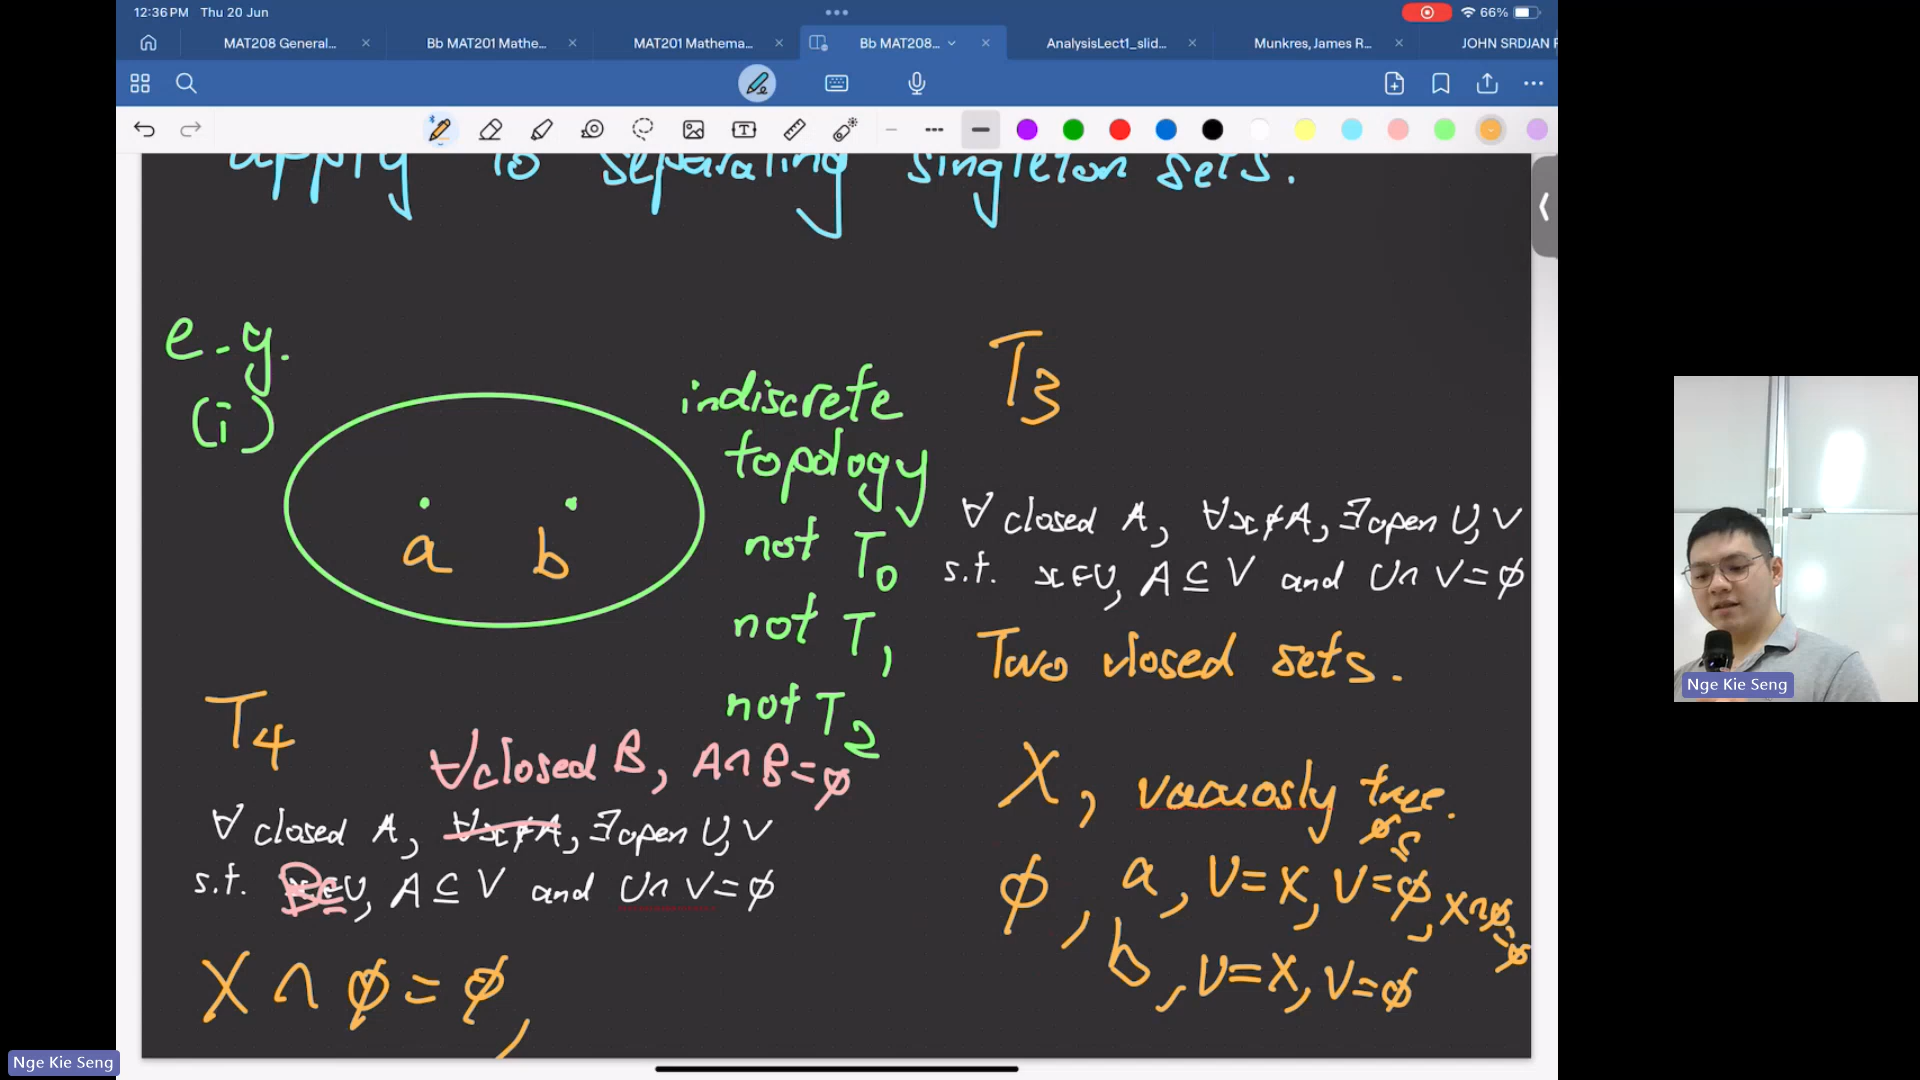 12:36 PM Thu 20 Jun
66%
MAT208 General...
Bb MAT201 Mathe...
MAT201 Mathema...
Bb MAT208...
AnalysisLect1_slid...
Munkres, James R...
JOHN SRDJAN P
apply to separating singleton sets.
e.g.
(i)
a b
indiscrete
topology
not T0
not T1
not T2
T3
∀ closed A, ∀x∉A, ∃open U, V
s.t. x∈U, A ⊆ V and U∩V=∅
Two closed sets.
X, vacuosly true.
∅, a, U=X, V=∅, X∩∅=∅
b, U=X, V=∅
T4
∀closed B, A∩B=∅
∀ closed A, ∀x∉A, ∃open U, V
s.t. B⊆U, A ⊆ V and U∩V=∅
X∩∅=∅,
Nge Kie Seng
Nge Kie Seng